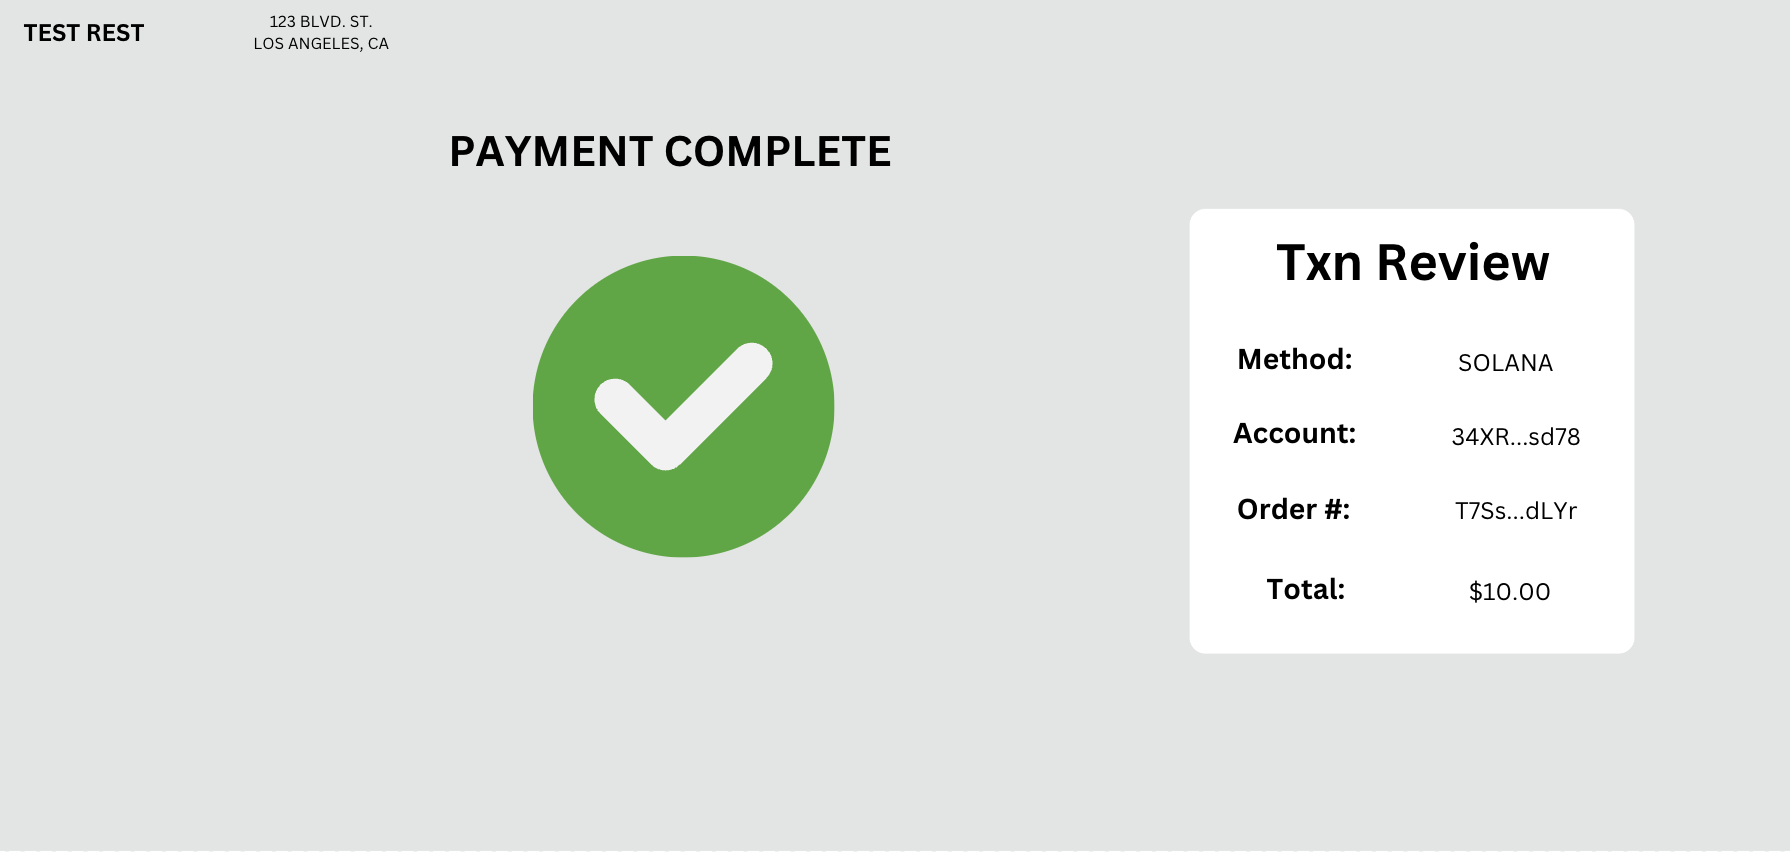 TEST REST
123 BLVD. ST.
LOS ANGELES, CA
PAYMENT COMPLETE
Txn Review
Method: SOLANA
Account: 34XR...sd78
Order #: T7Ss...dLYr
Total: $10.00